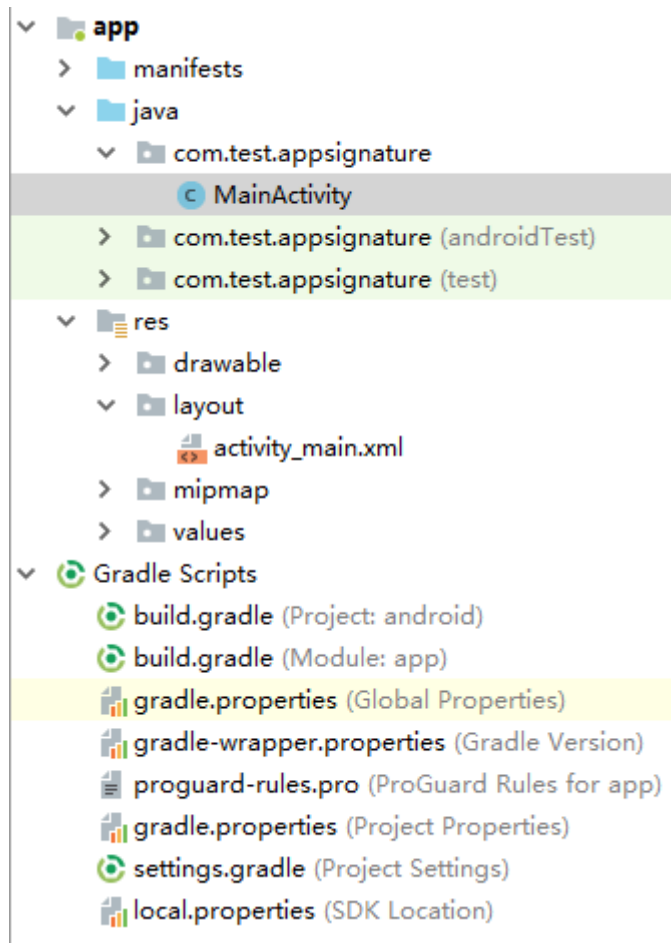 app
manifests
java
com.test.appsignature
C MainActivity
com.test.appsignature (androidTest)
com.test.appsignature (test)
res
drawable
layout
activity_main.xml
mipmap
values
Gradle Scripts
build.gradle (Project: android)
build.gradle (Module: app)
gradle.properties (Global Properties)
gradle-wrapper.properties (Gradle Version)
proguard-rules.pro (ProGuard Rules for app)
gradle.properties (Project Properties)
settings.gradle (Project Settings)
local.properties (SDK Location)